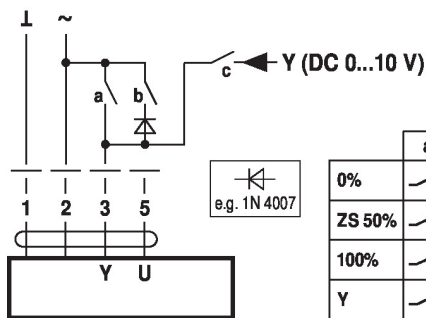 ⊥ ~
a b c Y (DC 0...10 V)
1 2 3 5
Y U
e.g. 1N 4007
0%
ZS 50%
100%
Y